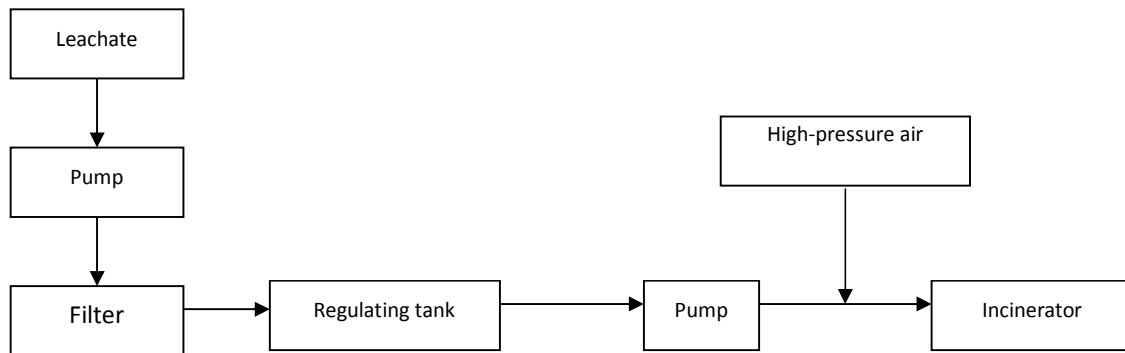 Leachate
High-pressure air
Pump
Filter
Regulating tank
Pump
Incinerator